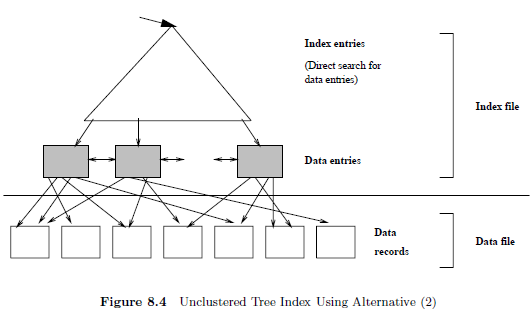 Index entries
(Direct search for
data entries)
Index file
Data entries
Data
records
Data file
Figure 8.4 Unclustered Tree Index Using Alternative (2)